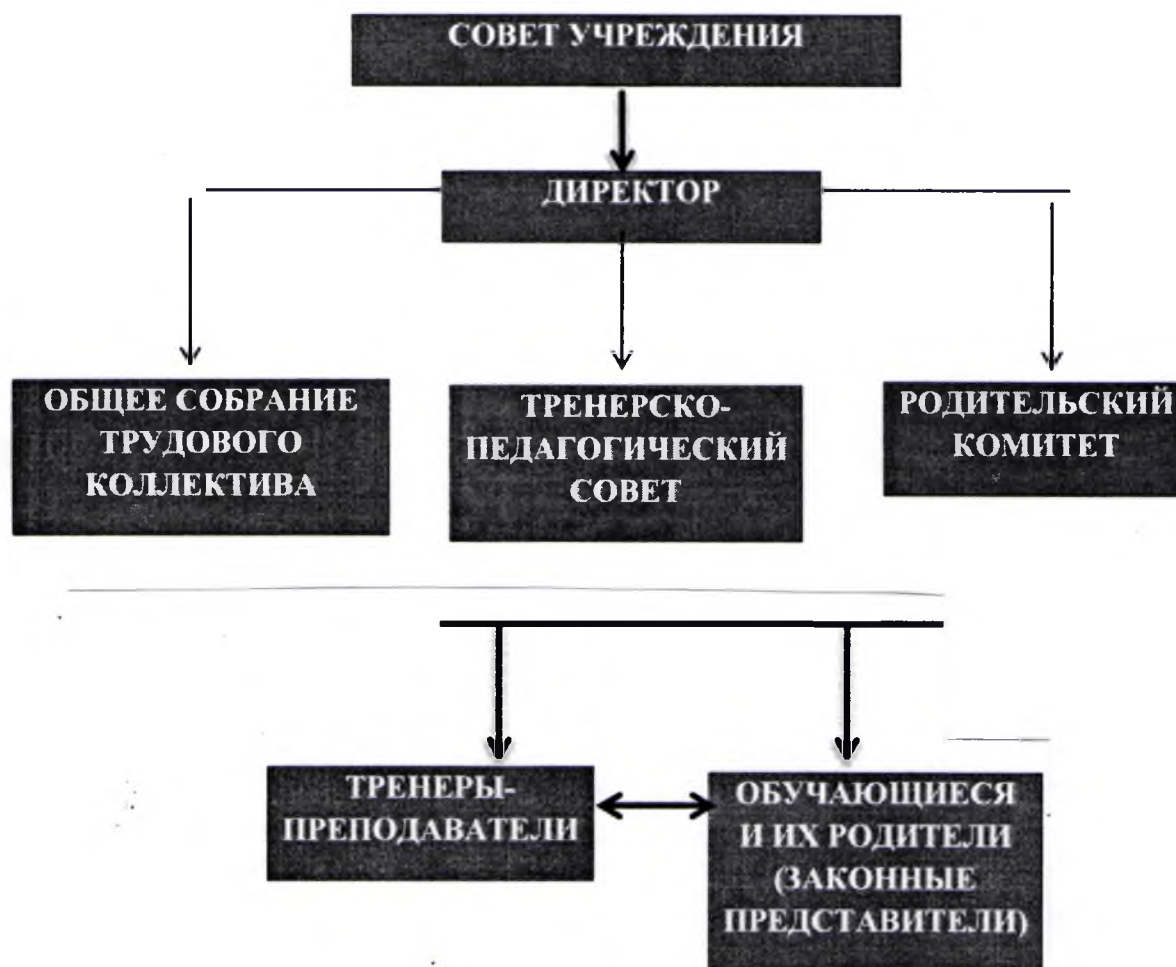 СОВЕТ УЧРЕЖДЕНИЯ
ДИРЕКТОР
ОБЩЕЕ СОБРАНИЕ
ТРУДОВОГО
КОЛЛЕКТИВА
ТРЕНЕРСКО-
ПЕДАГОГИЧЕСКИЙ
СОВЕТ
РОДИТЕЛЬСКИЙ
КОМИТЕТ
ТРЕНЕРЫ-
ПРЕПОДАВАТЕЛИ
ОБУЧАЮЩИЕСЯ
И ИХ РОДИТЕЛИ
(ЗАКОННЫЕ
ПРЕДСТАВИТЕЛИ)